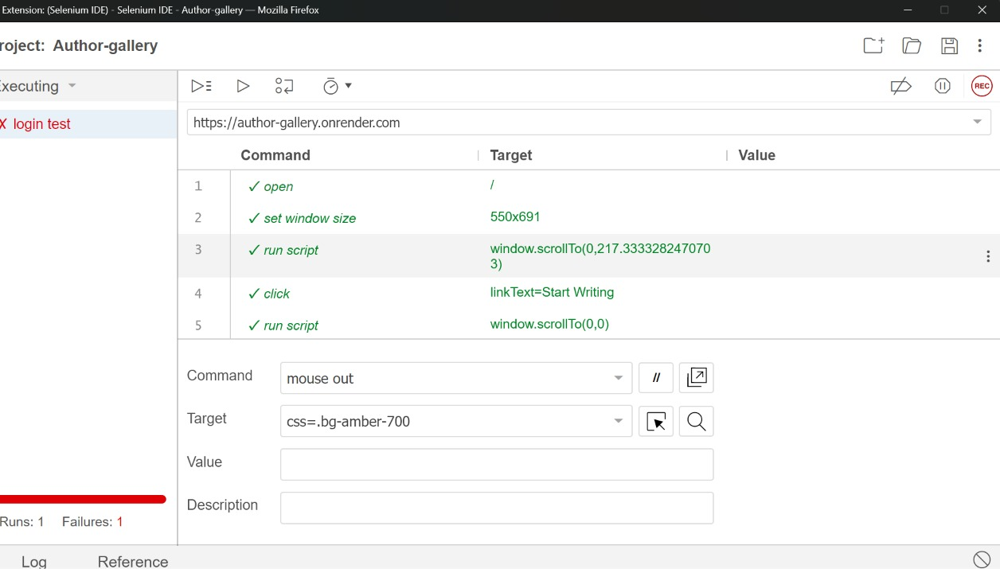 Extension: (Selenium IDE) - Selenium IDE - Author-gallery — Mozilla Firefox
roject: Author-gallery
Executing
REC
X login test
https://author-gallery.onrender.com
Command Target Value
1 ✓ open /
2 ✓ set window size 550x691
3 ✓ run script window.scrollTo(0,217.333328247070
3)
4 ✓ click linkText=Start Writing
5 ✓ run script window.scrollTo(0,0)
Command mouse out //
Target css=.bg-amber-700
Value
Description
Runs: 1 Failures: 1
Log Reference